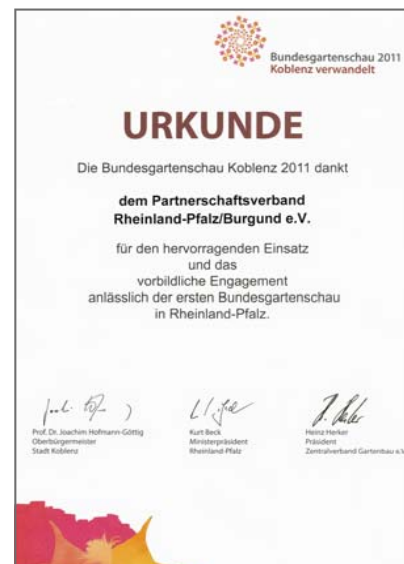 Bundesgartenschau 2011
Koblenz verwandelt
URKUNDE
Die Bundesgartenschau Koblenz 2011 dankt
dem Partnerschaftsverband
Rheinland-Pfalz/Burgund e.V.
für den hervorragenden Einsatz
und das
vorbildliche Engagement
anlässlich der ersten Bundesgartenschau
in Rheinland-Pfalz.
Prof. Dr. Joachim Hofmann-Göttig
Oberbürgermeister
Stadt Koblenz
Kurt Beck
Ministerpräsident
Rheinland-Pfalz
Heinz Herker
Präsident
Zentralverband Gartenbau e.V.